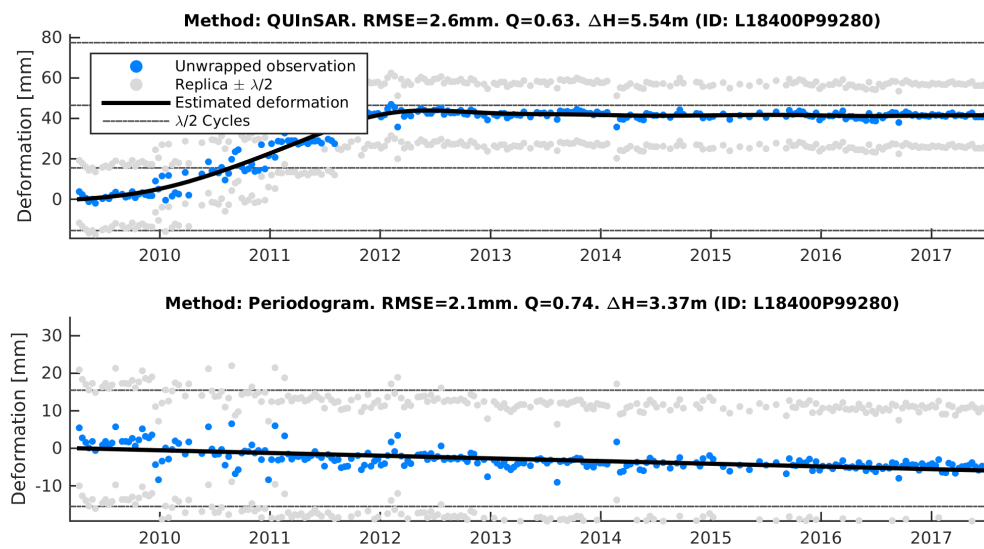 Method: QUInSAR. RMSE=2.6mm. Q=0.63. ΔH=5.54m (ID: L18400P99280)
Deformation [mm]
80
60
40
20
0
Unwrapped observation
Replica ± λ/2
Estimated deformation
λ/2 Cycles
2010 2011 2012 2013 2014 2015 2016 2017
Method: Periodogram. RMSE=2.1mm. Q=0.74. ΔH=3.37m (ID: L18400P99280)
Deformation [mm]
30
20
10
0
-10
2010 2011 2012 2013 2014 2015 2016 2017